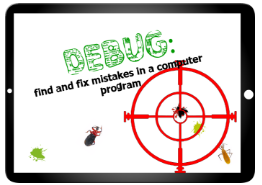 DEBUG:
find and fix mistakes in a computer
program